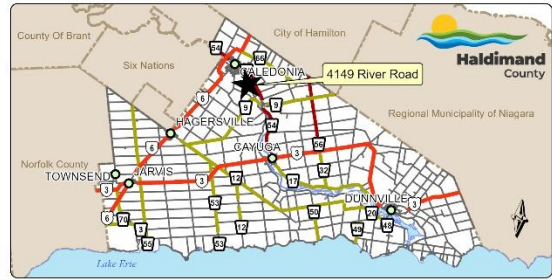 County Of Brant
City of Hamilton
Haldimand
County
Six Nations
54
66
CALEDONIA
4149 River Road
6
9
9
Regional Municipality of Niagara
HAGERSVILLE
54
6
CAYUGA
3
56
Norfolk County
TOWNSEND
JARVIS
3
3
12
17
32
DUNNVILLE
53
50
20
3
6
70
3
12
49
48
55
53
Lake Erie